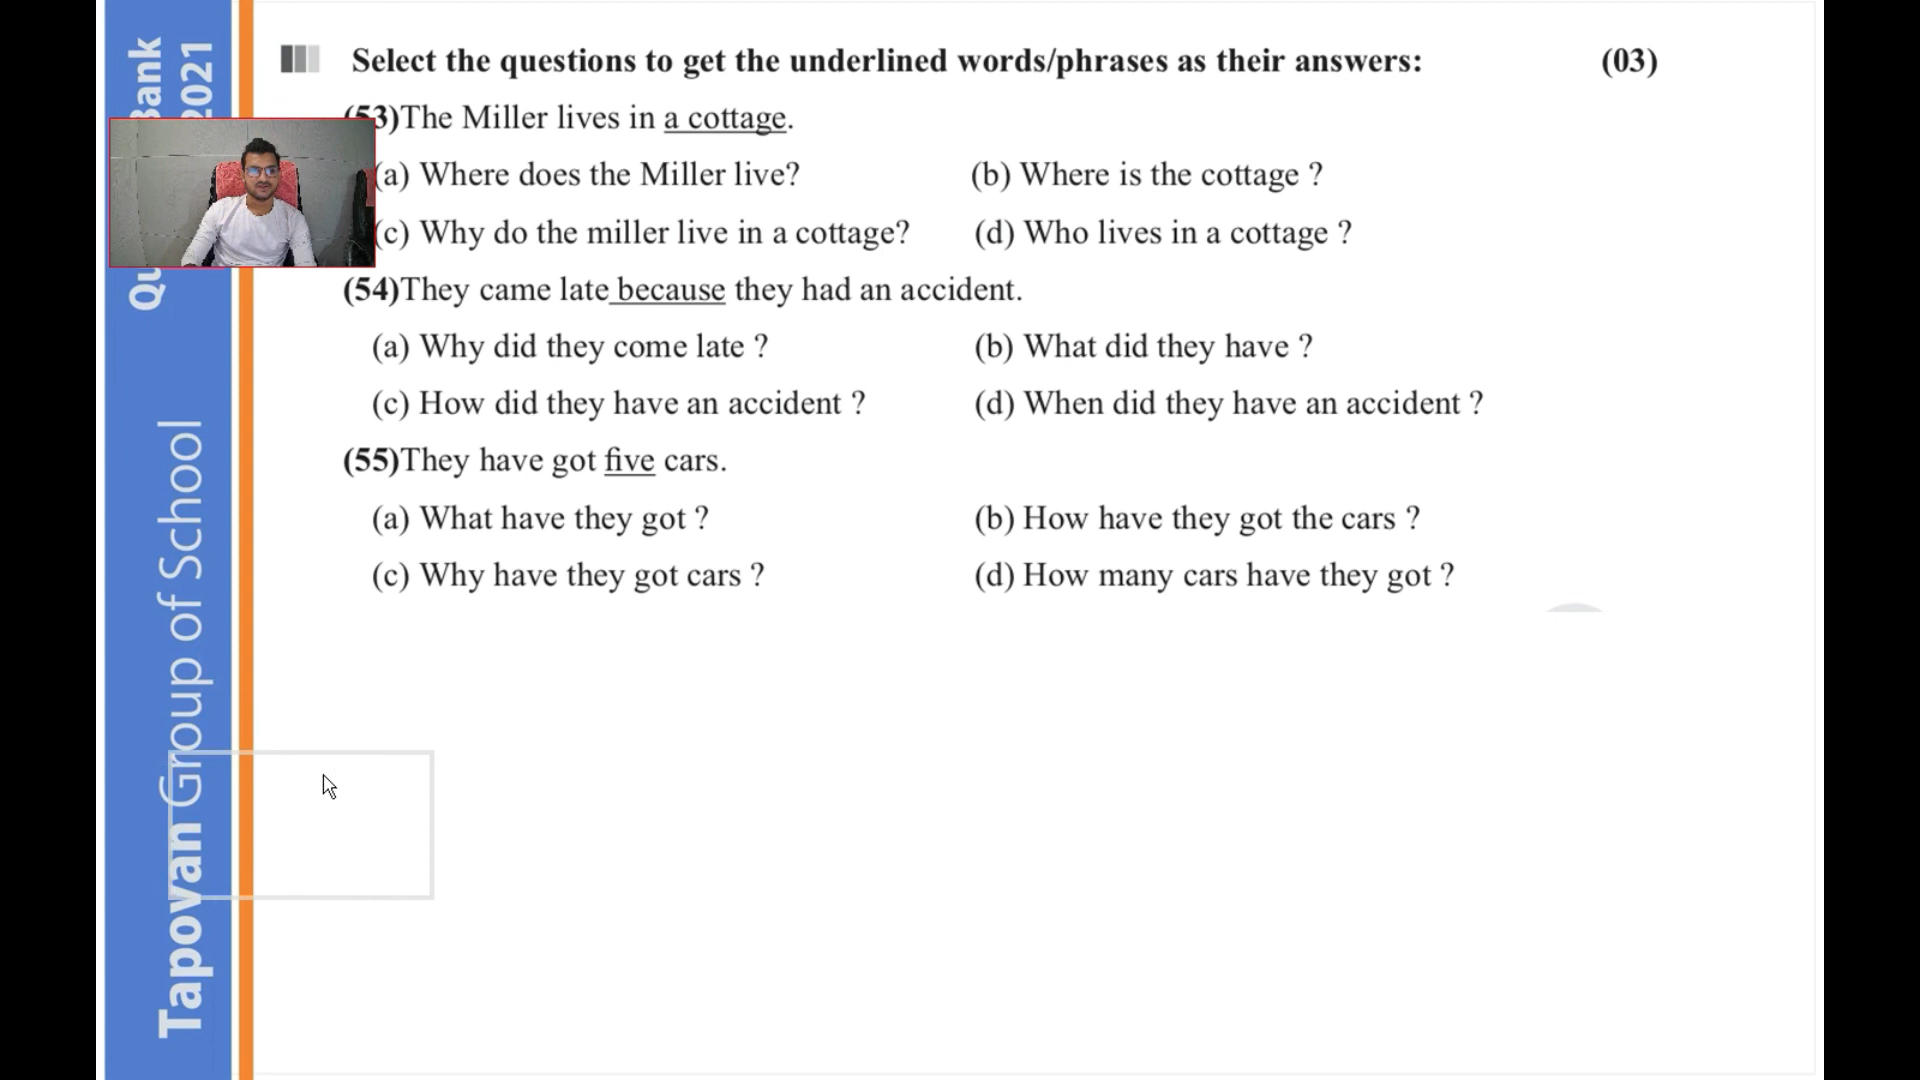 Select the questions to get the underlined words/phrases as their answers: (03)
(53)The Miller lives in a cottage.
(a) Where does the Miller live? (b) Where is the cottage ?
(c) Why do the miller live in a cottage? (d) Who lives in a cottage ?
(54)They came late because they had an accident.
(a) Why did they come late ? (b) What did they have ?
(c) How did they have an accident ? (d) When did they have an accident ?
(55)They have got five cars.
(a) What have they got ? (b) How have they got the cars ?
(c) Why have they got cars ? (d) How many cars have they got ?
Tapovan Group of School
Bank
2021